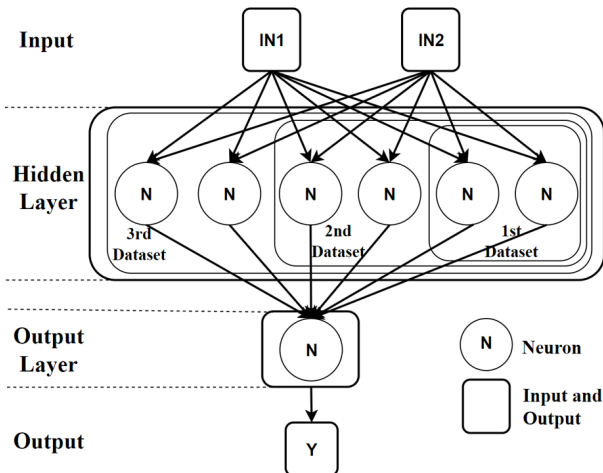 Input
IN1
IN2
Hidden
Layer
N
N
N
N
N
N
3rd
Dataset
2nd
Dataset
1st
Dataset
Output
Layer
N
N
Neuron
Input and
Output
Output
Y